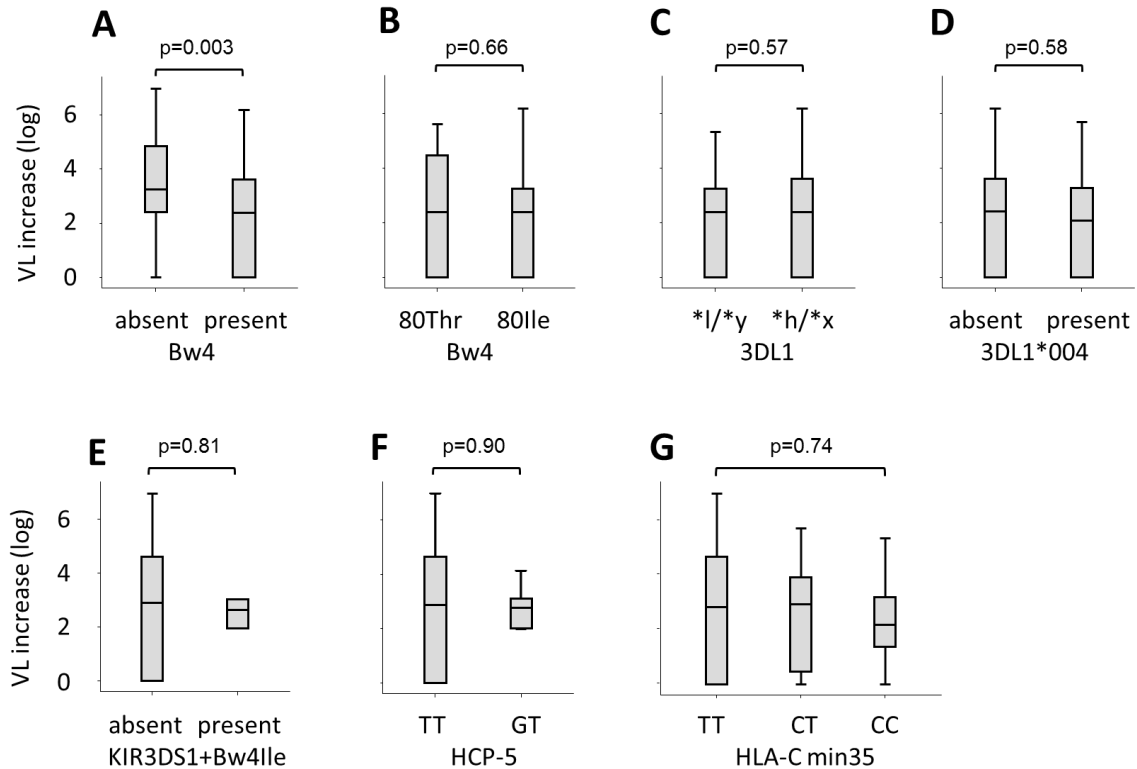 A
B
C
D
p=0.003
p=0.66
p=0.57
p=0.58
VL increase (log)
6
4
2
0
absent present
80Thr 80Ile
*l/*y *h/*x
absent present
Bw4
Bw4
3DL1
3DL1*004
E
F
G
p=0.81
p=0.90
p=0.74
VL increase (log)
6
4
2
0
absent present
TT GT
TT CT CC
KIR3DS1+Bw4Ile
HCP-5
HLA-C min35